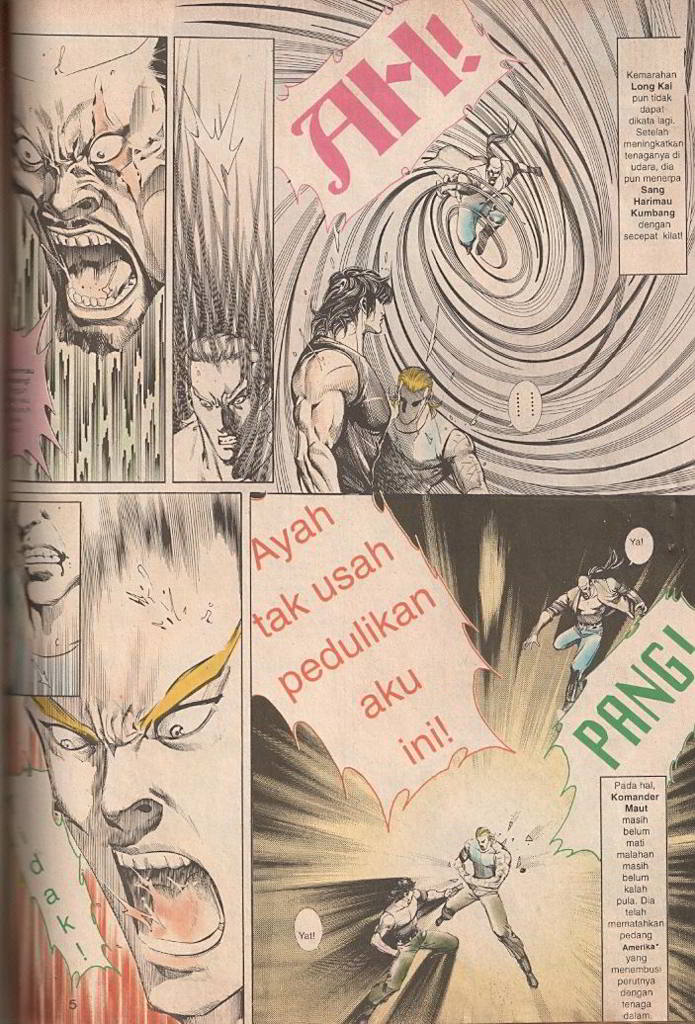 AH!
Kemarahan
Long Kai
pun tidak
dapat
dikata lagi.
Setelah
meningkatkan
tenaganya di
udara, dia
pun menerpa
Sang
Harimau
Kumbang
dengan
secepat kilat!
Ayah
tak usah
pedulikan
aku
ini!
Ya!
PANG!
idak!
Yat!
Pada hal,
Komander
Maut
masih
belum
mati
malahan
masih
belum
kalah
pula. Dia
telah
mematahkan
pedang
Amerika*
yang
menembusi
perutnya
dengan
tenaga
dalam.
5